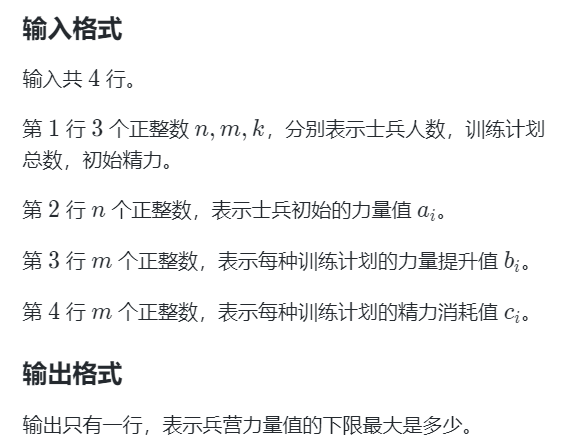 输入格式
输入共 4 行。
第 1 行 3 个正整数 n, m, k，分别表示士兵人数，训练计划
总数，初始精力。
第 2 行 n 个正整数，表示士兵初始的力量值 aᵢ。
第 3 行 m 个正整数，表示每种训练计划的力量提升值 bᵢ。
第 4 行 m 个正整数，表示每种训练计划的精力消耗值 cᵢ。
输出格式
输出只有一行，表示兵营力量值的下限最大是多少。